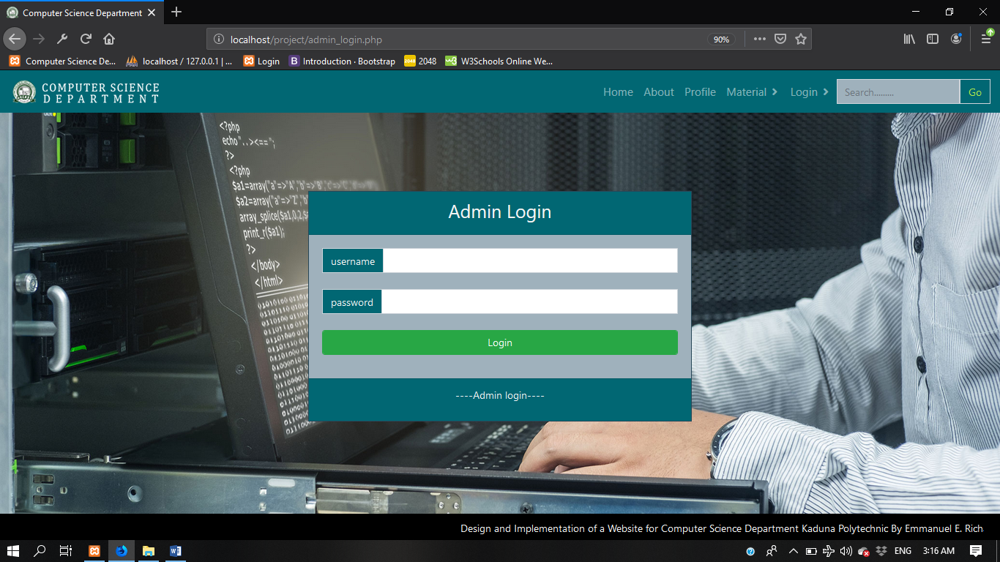 Computer Science Department
localhost/project/admin_login.php
90%
Computer Science De...
localhost / 127.0.0.1 | ...
Login
Introduction · Bootstrap
2048
W3Schools Online We...
COMPUTER SCIENCE
DEPARTMENT
Home
About
Profile
Material
Login
Search.........
Go
<?php
echo"..><==";
?>
<?php
$a1=array("a"=>"A","b"=>"B","c"=>"C",
$a2=array("a"=>"Z","b"
array_splice($a1,0,2,$a
print_r($a1);
?>
</body>
</html>
Admin Login
username
password
Login
----Admin login----
Design and Implementation of a Website for Computer Science Department Kaduna Polytechnic By Emmanuel E. Rich
ENG
3:16 AM